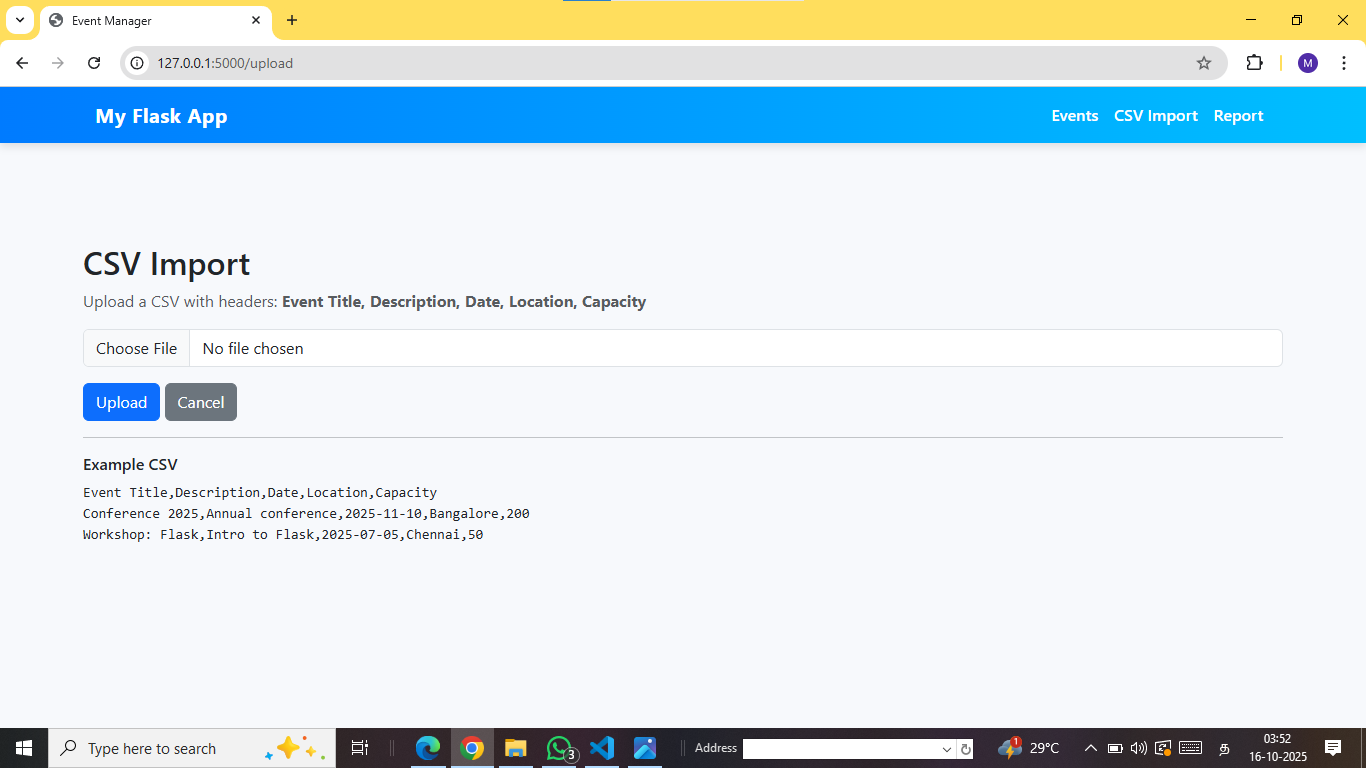 Event Manager
127.0.0.1:5000/upload
M
My Flask App
Events CSV Import Report
CSV Import
Upload a CSV with headers: Event Title, Description, Date, Location, Capacity
Choose File No file chosen
Upload Cancel
Example CSV
Event Title,Description,Date,Location,Capacity
Conference 2025,Annual conference,2025-11-10,Bangalore,200
Workshop: Flask,Intro to Flask,2025-07-05,Chennai,50
Type here to search
3
Address
1
29°C
த
03:52
16-10-2025